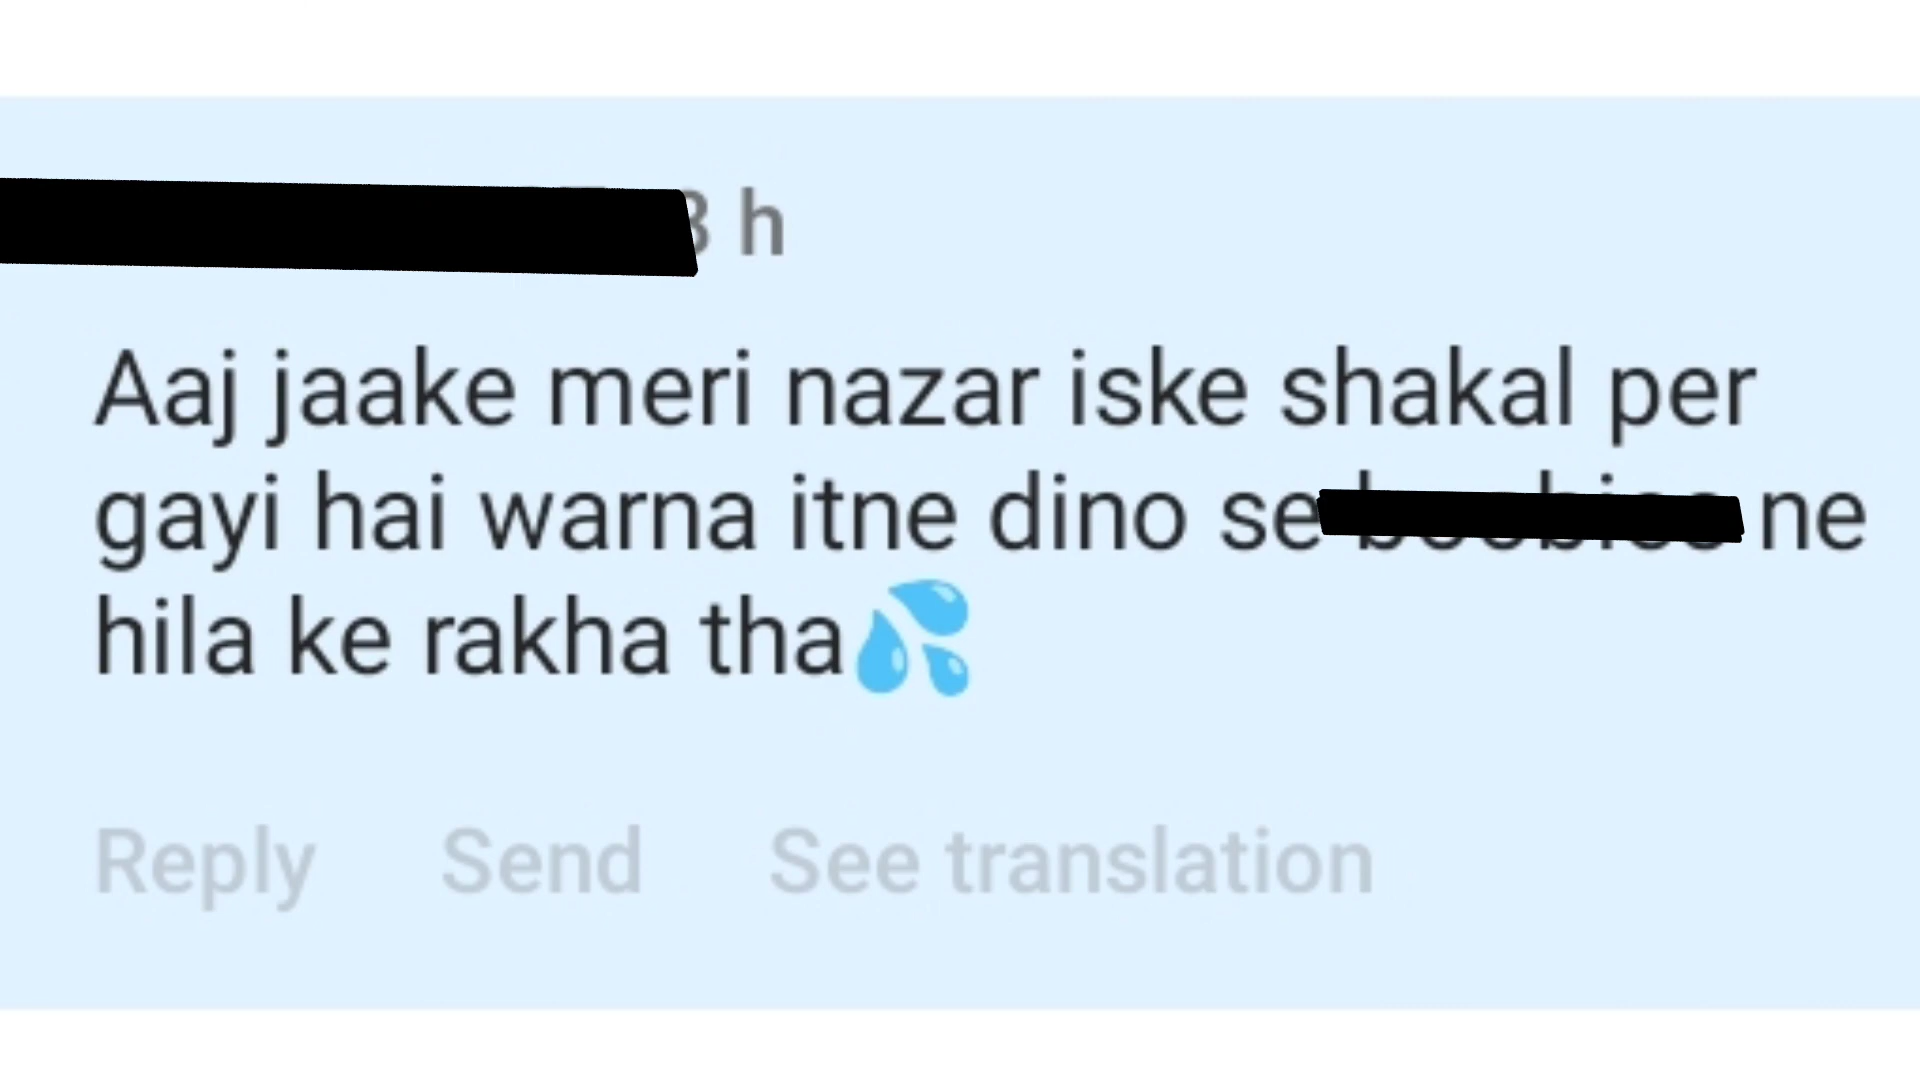 3 h
Aaj jaake meri nazar iske shakal per
gayi hai warna itne dino se ne
hila ke rakha tha💦
Reply Send See translation